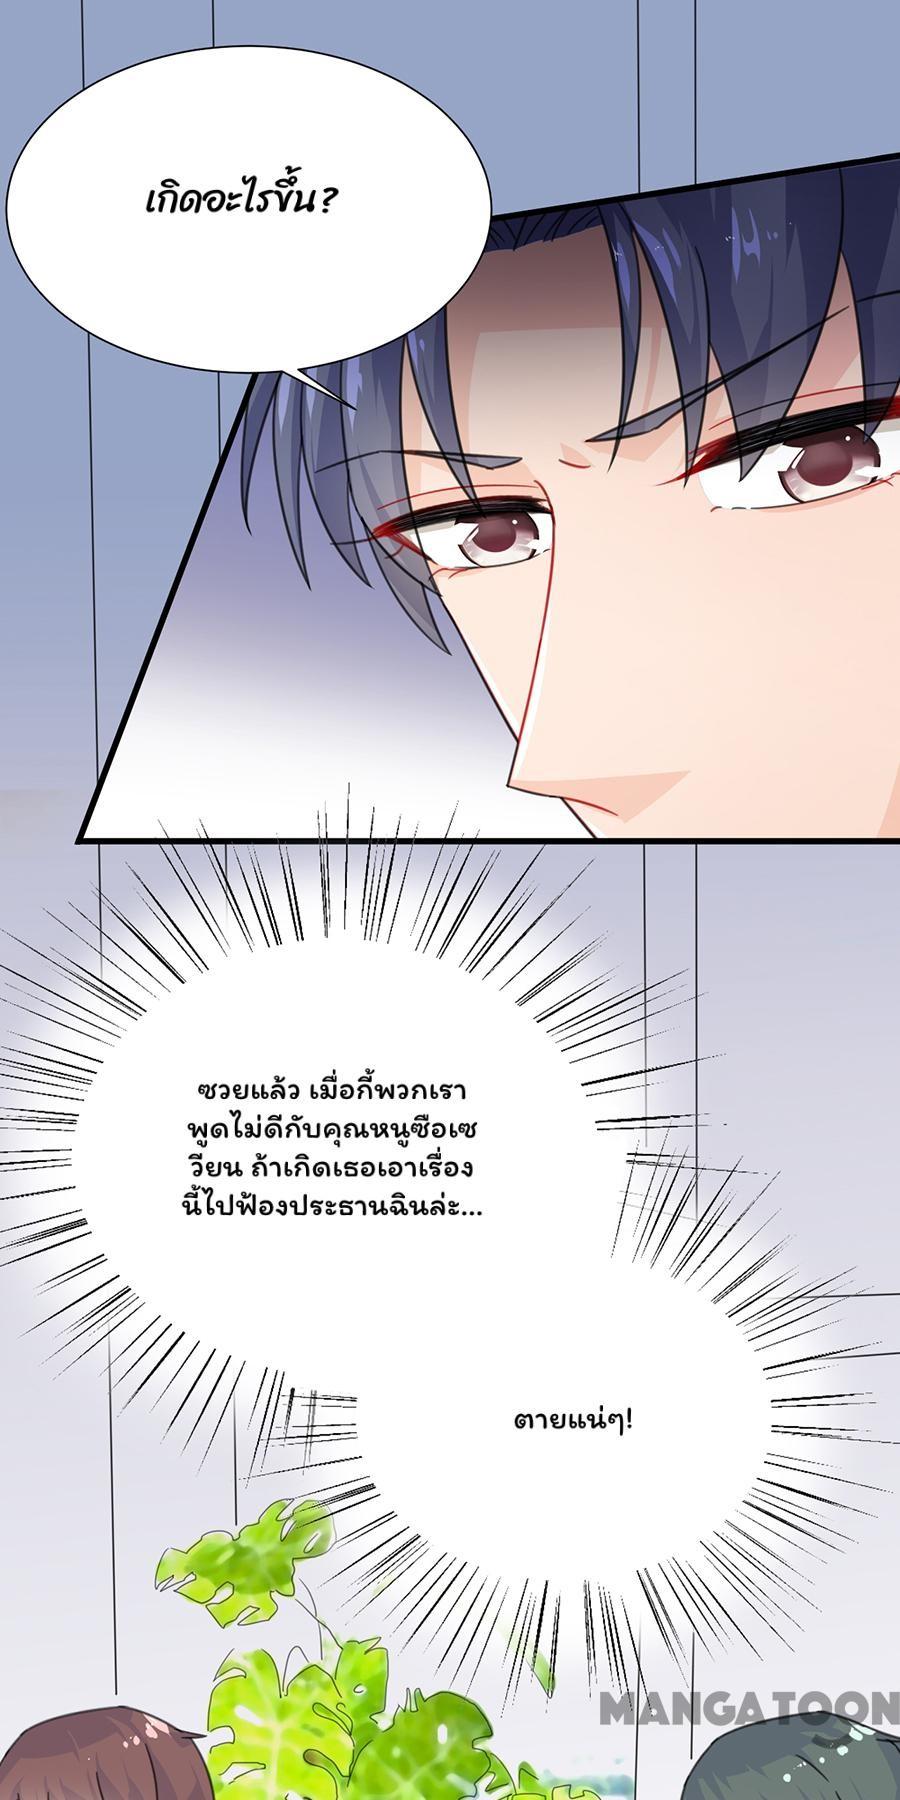 เกิดอะไรขึ้น?
ซวยแล้ว เมื่อกี้พวกเรา
พูดไม่ดีกับคุณหนูซือเซ
วียน ถ้าเกิดเธอเอาเรื่อง
นี้ไปฟ้องประธานฉินล่ะ...
ตายแน่ๆ!
MANGATOON